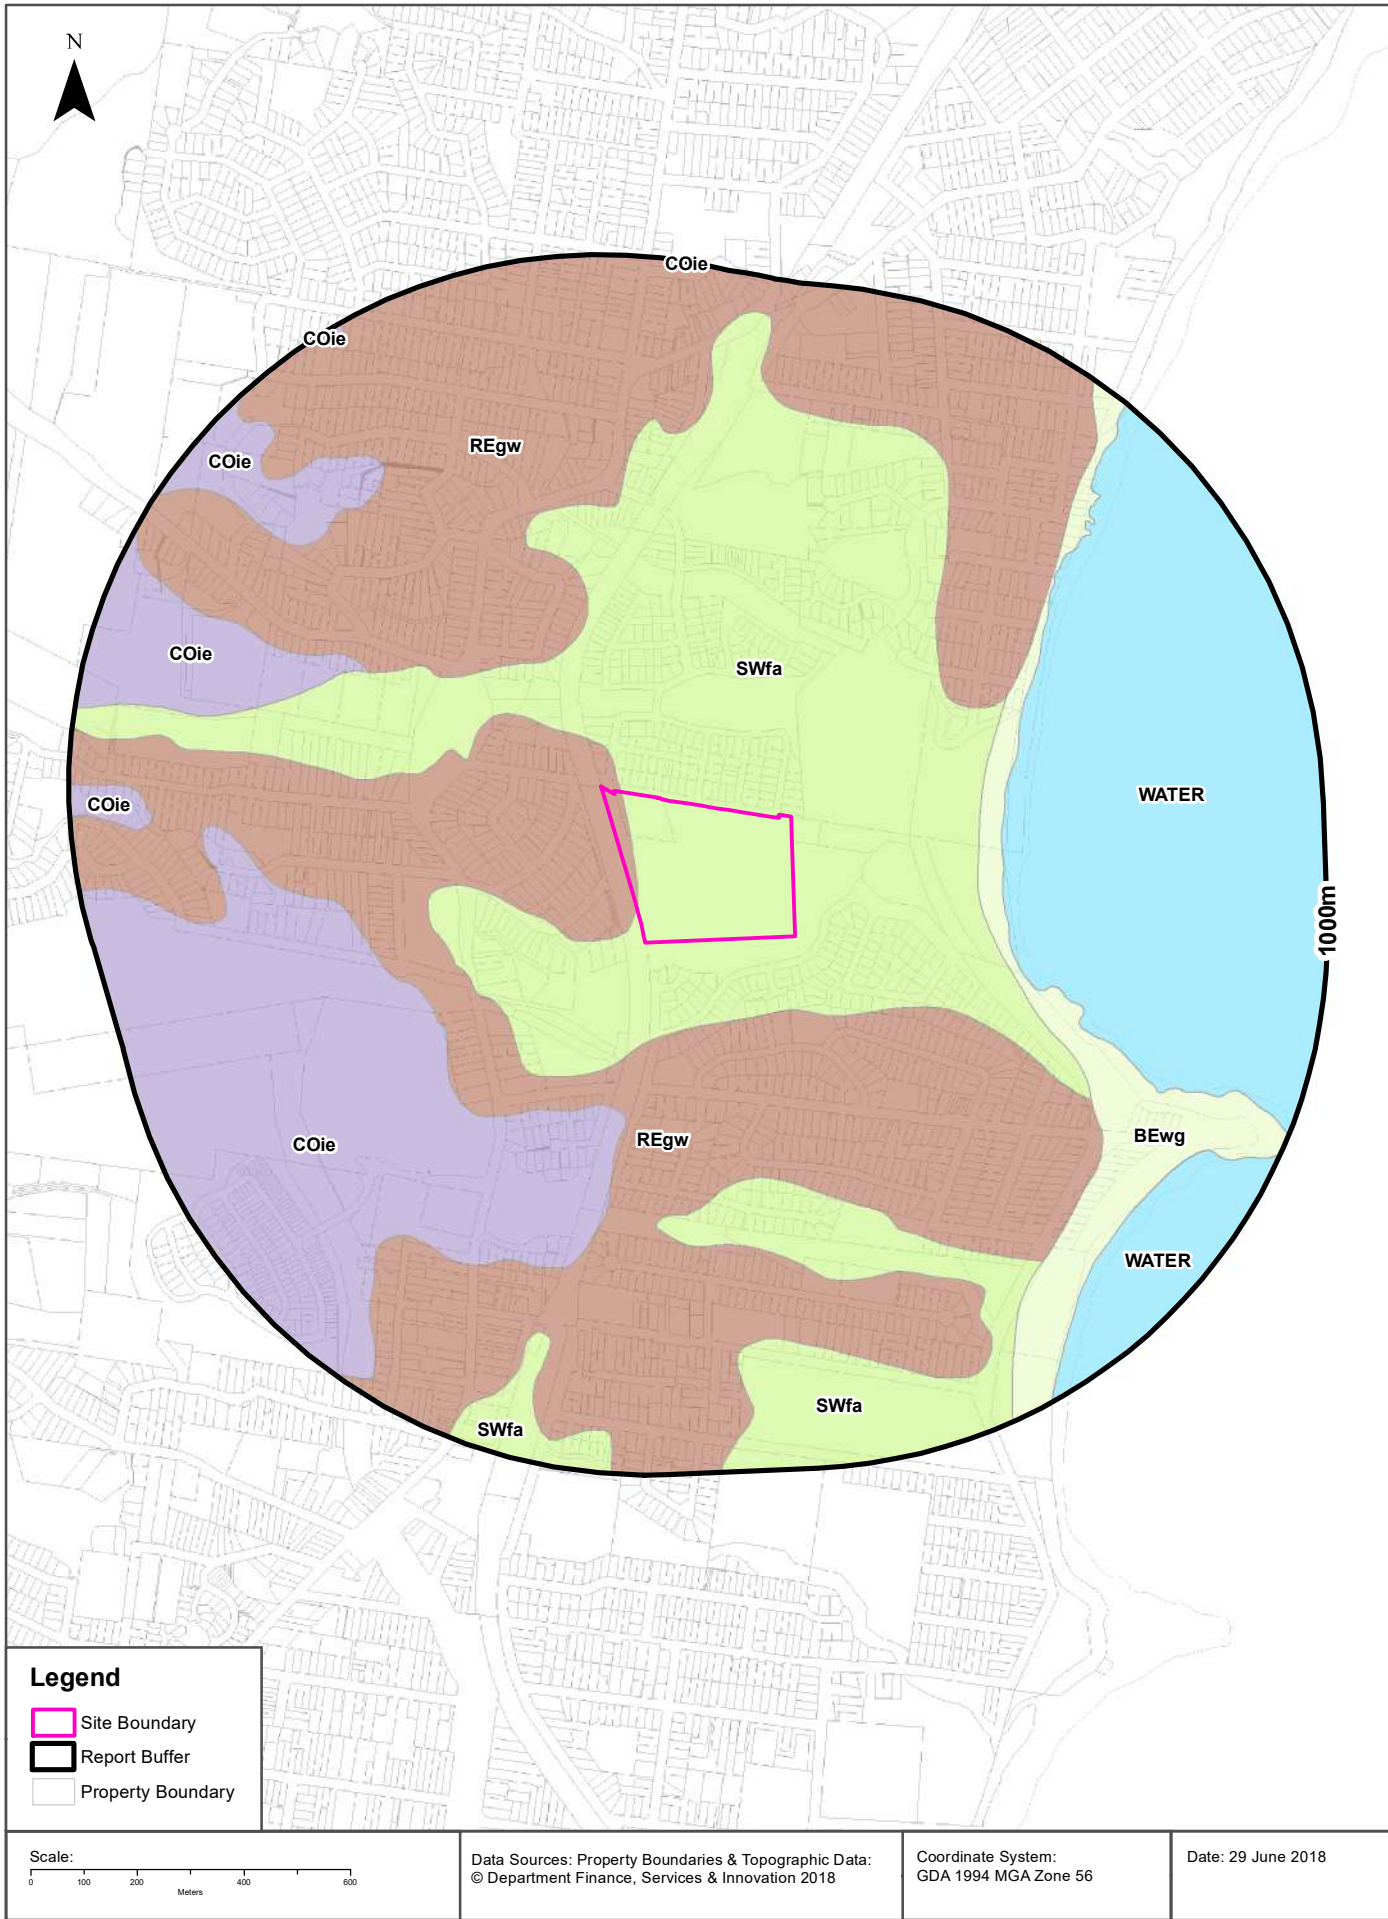 N
COie
COie
REgw
COie
COie
SWfa
WATER
COie
1000m
BEwg
REgw
COie
WATER
SWfa
SWfa
Legend
Site Boundary
Report Buffer
Property Boundary
Scale:
0 100 200 400 600
Meters
Data Sources: Property Boundaries & Topographic Data:
© Department Finance, Services & Innovation 2018
Coordinate System:
GDA 1994 MGA Zone 56
Date: 29 June 2018